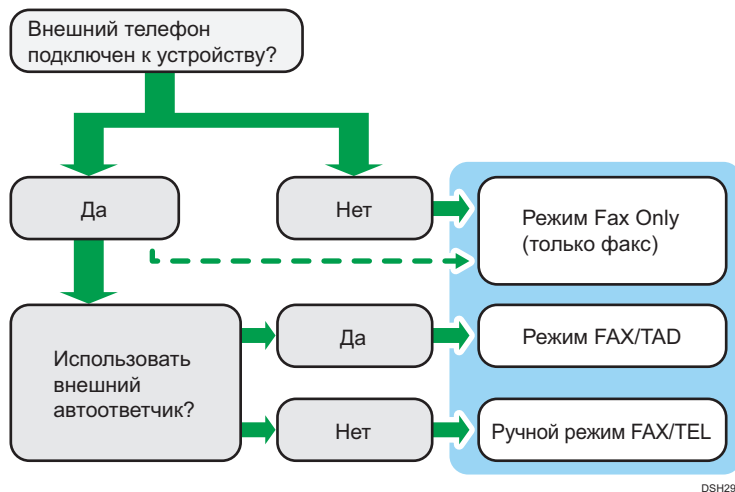 Внешний телефон
подключен к устройству?
Да
Нет
Режим Fax Only
(только факс)
Использовать
внешний
автоответчик?
Да
Режим FAX/TAD
Нет
Ручной режим FAX/TEL
DSH29